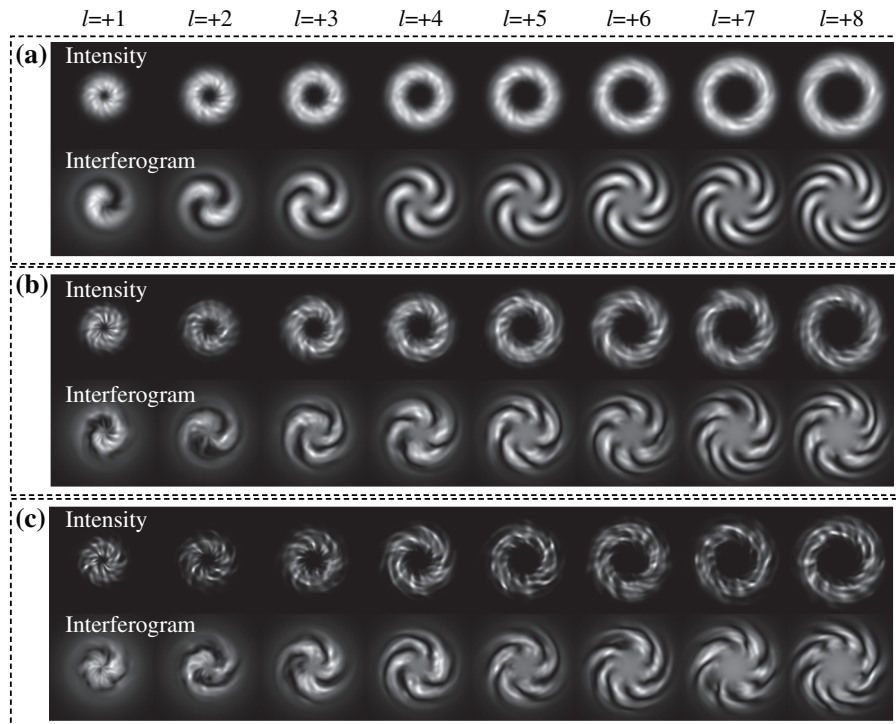 l=+1 l=+2 l=+3 l=+4 l=+5 l=+6 l=+7 l=+8
(a) Intensity
Interferogram
(b) Intensity
Interferogram
(c) Intensity
Interferogram